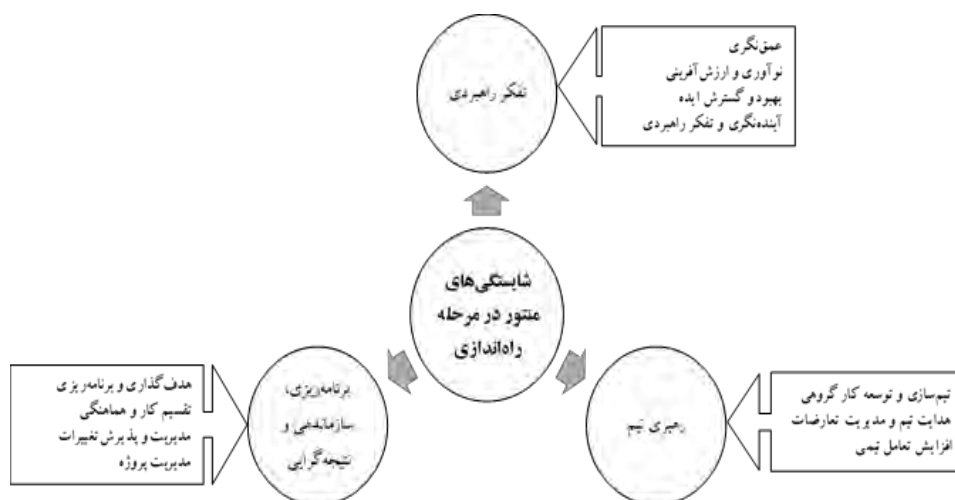 عمق‌نگری
نوآوری و ارزش‌آفرینی
بهبود و گسترش ایده
آینده‌نگری و تفکر راهبردی
تفکر راهبردی
شایستگی‌های
منتور در مرحله
راه‌اندازی
تیم‌سازی و توسعه کار گروهی
هدایت تیم و مدیریت تعارضات
افزایش تعامل تیمی
رهبری تیم
برنامه‌ریزی،
سازماندهی و
نتیجه‌گرایی
هدف‌گذاری و برنامه‌ریزی
تقسیم کار و هماهنگی
مدیریت و پذیرش تغییرات
مدیریت پروژه